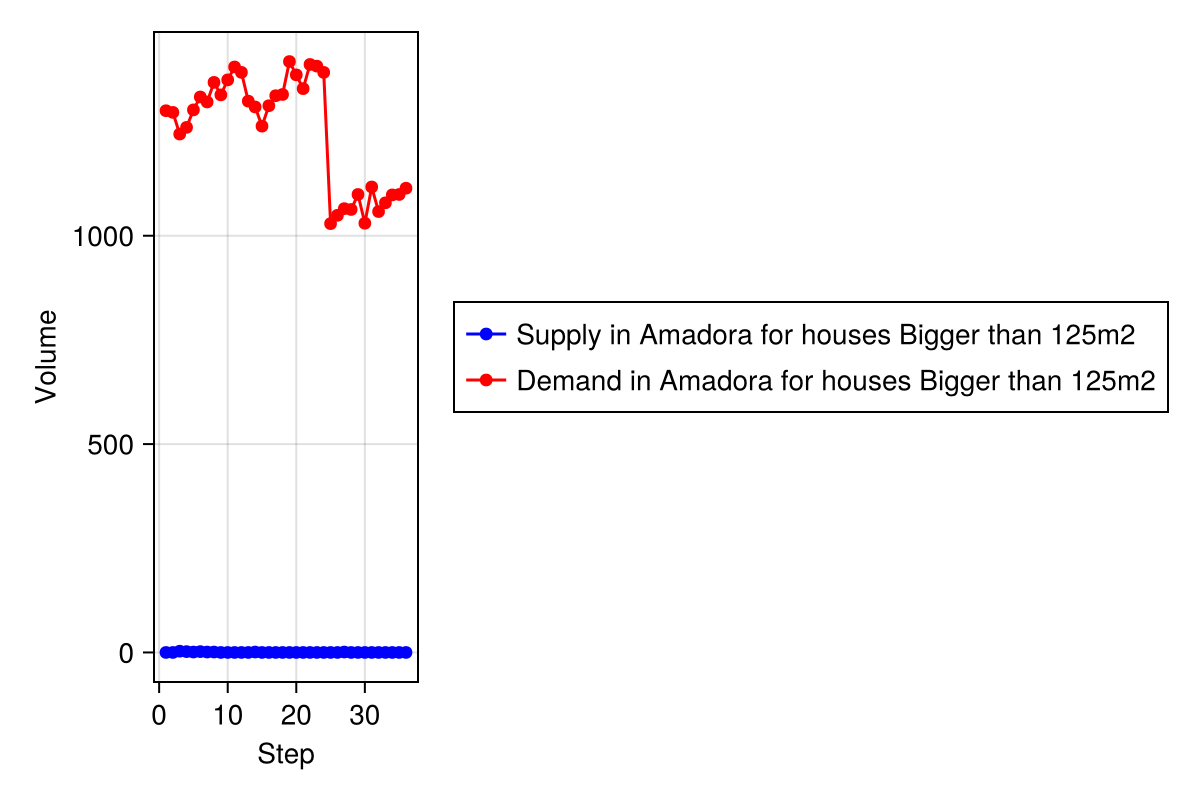 Volume
1000
500
0
0 10 20 30
Step
Supply in Amadora for houses Bigger than 125m2
Demand in Amadora for houses Bigger than 125m2